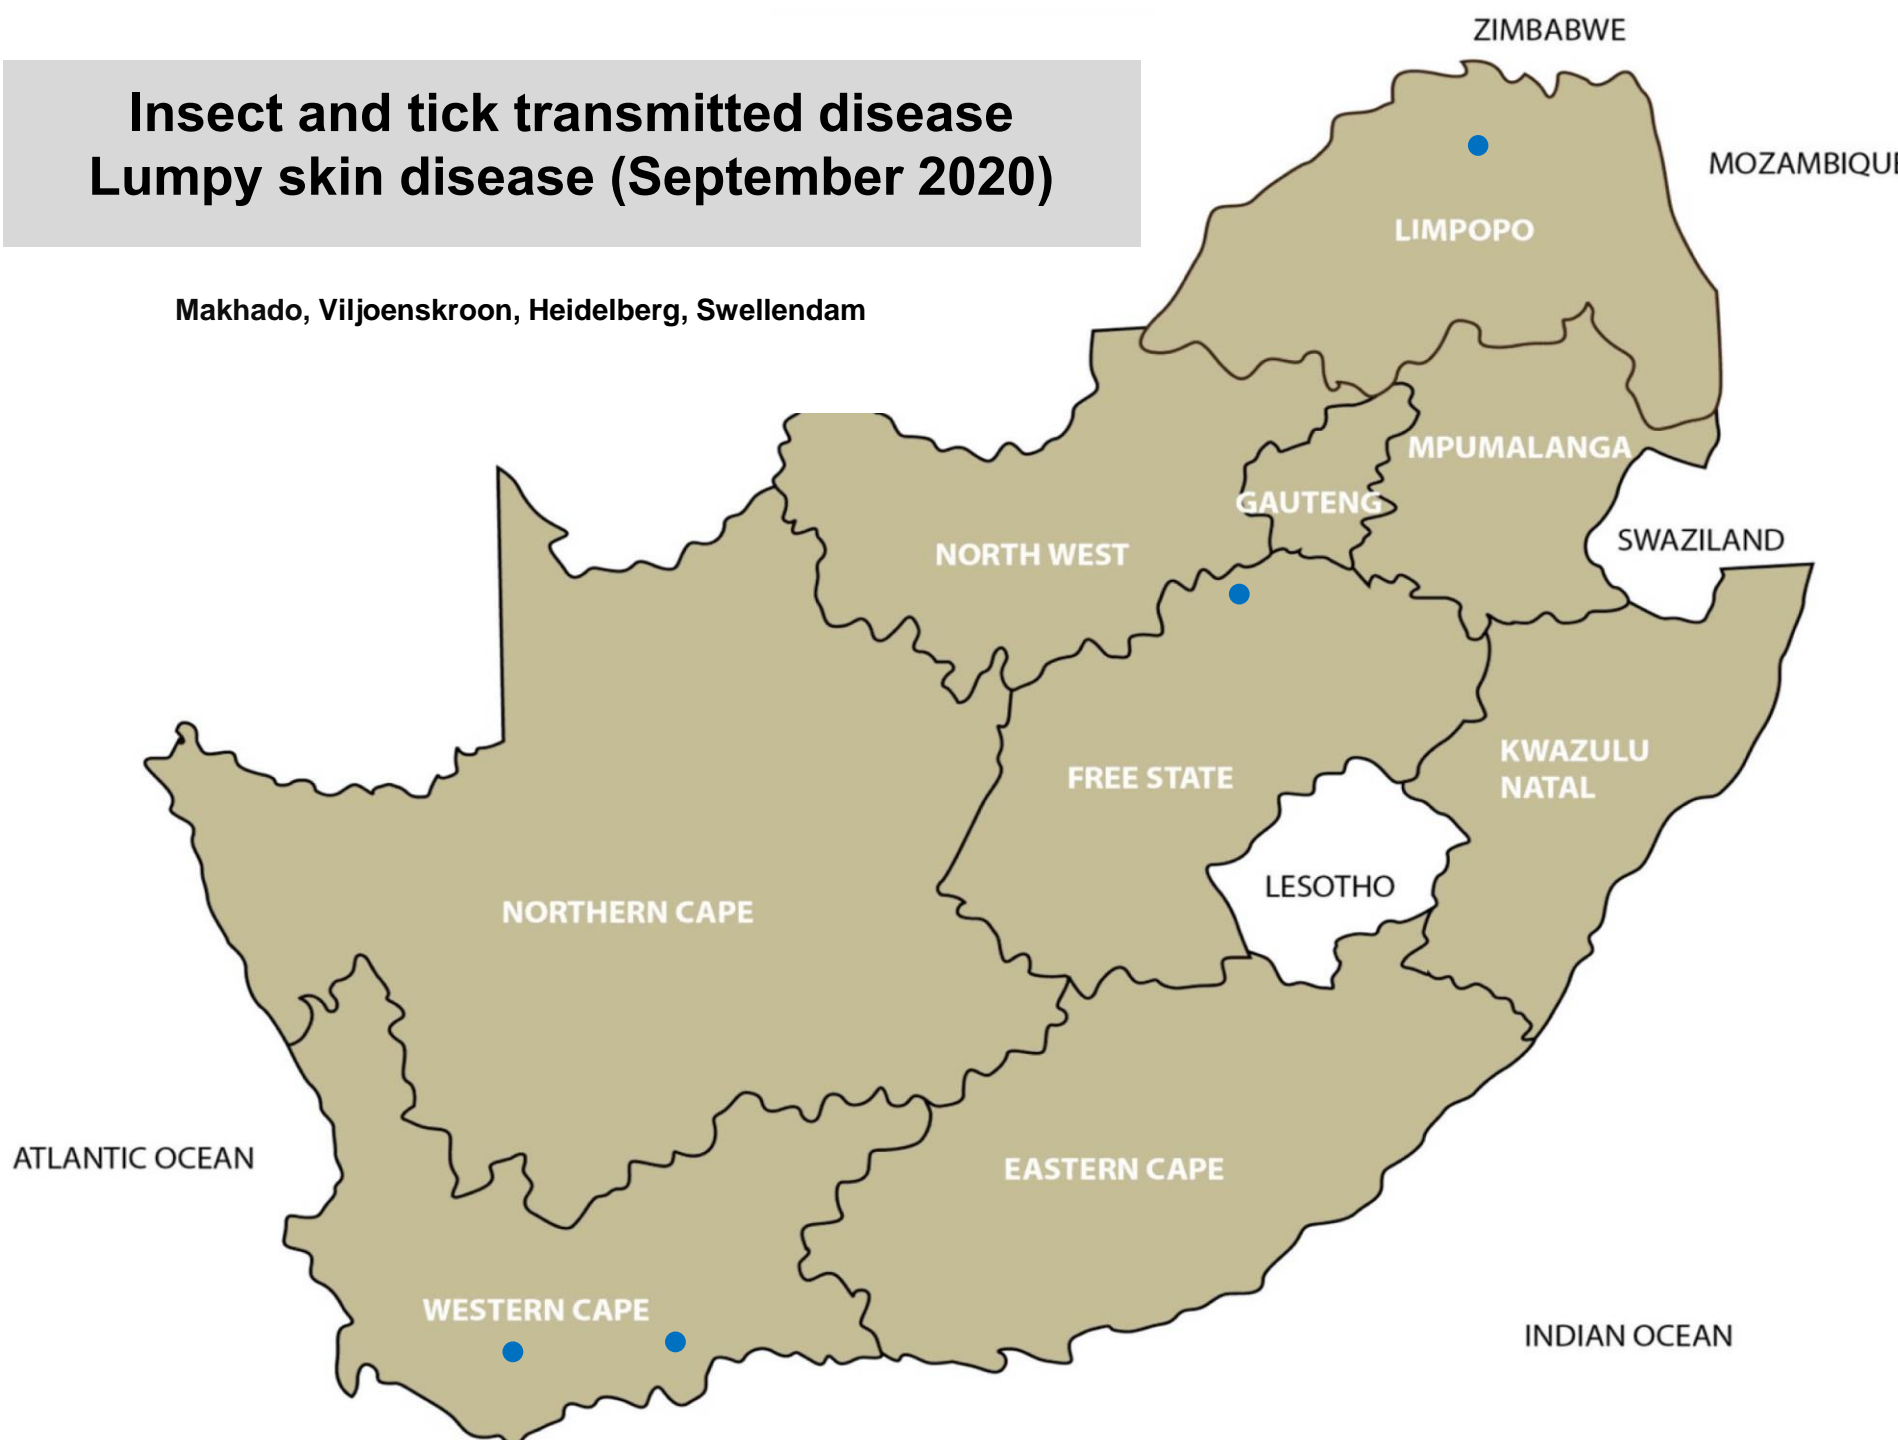 ZIMBABWE
Insect and tick transmitted disease
Lumpy skin disease (September 2020)
MOZAMBIQUE
LIMPOPO
Makhado, Viljoenskroon, Heidelberg, Swellendam
MPUMALANGA
GAUTENG
SWAZILAND
NORTH WEST
KWAZULU
NATAL
FREE STATE
LESOTHO
NORTHERN CAPE
ATLANTIC OCEAN
EASTERN CAPE
WESTERN CAPE
INDIAN OCEAN